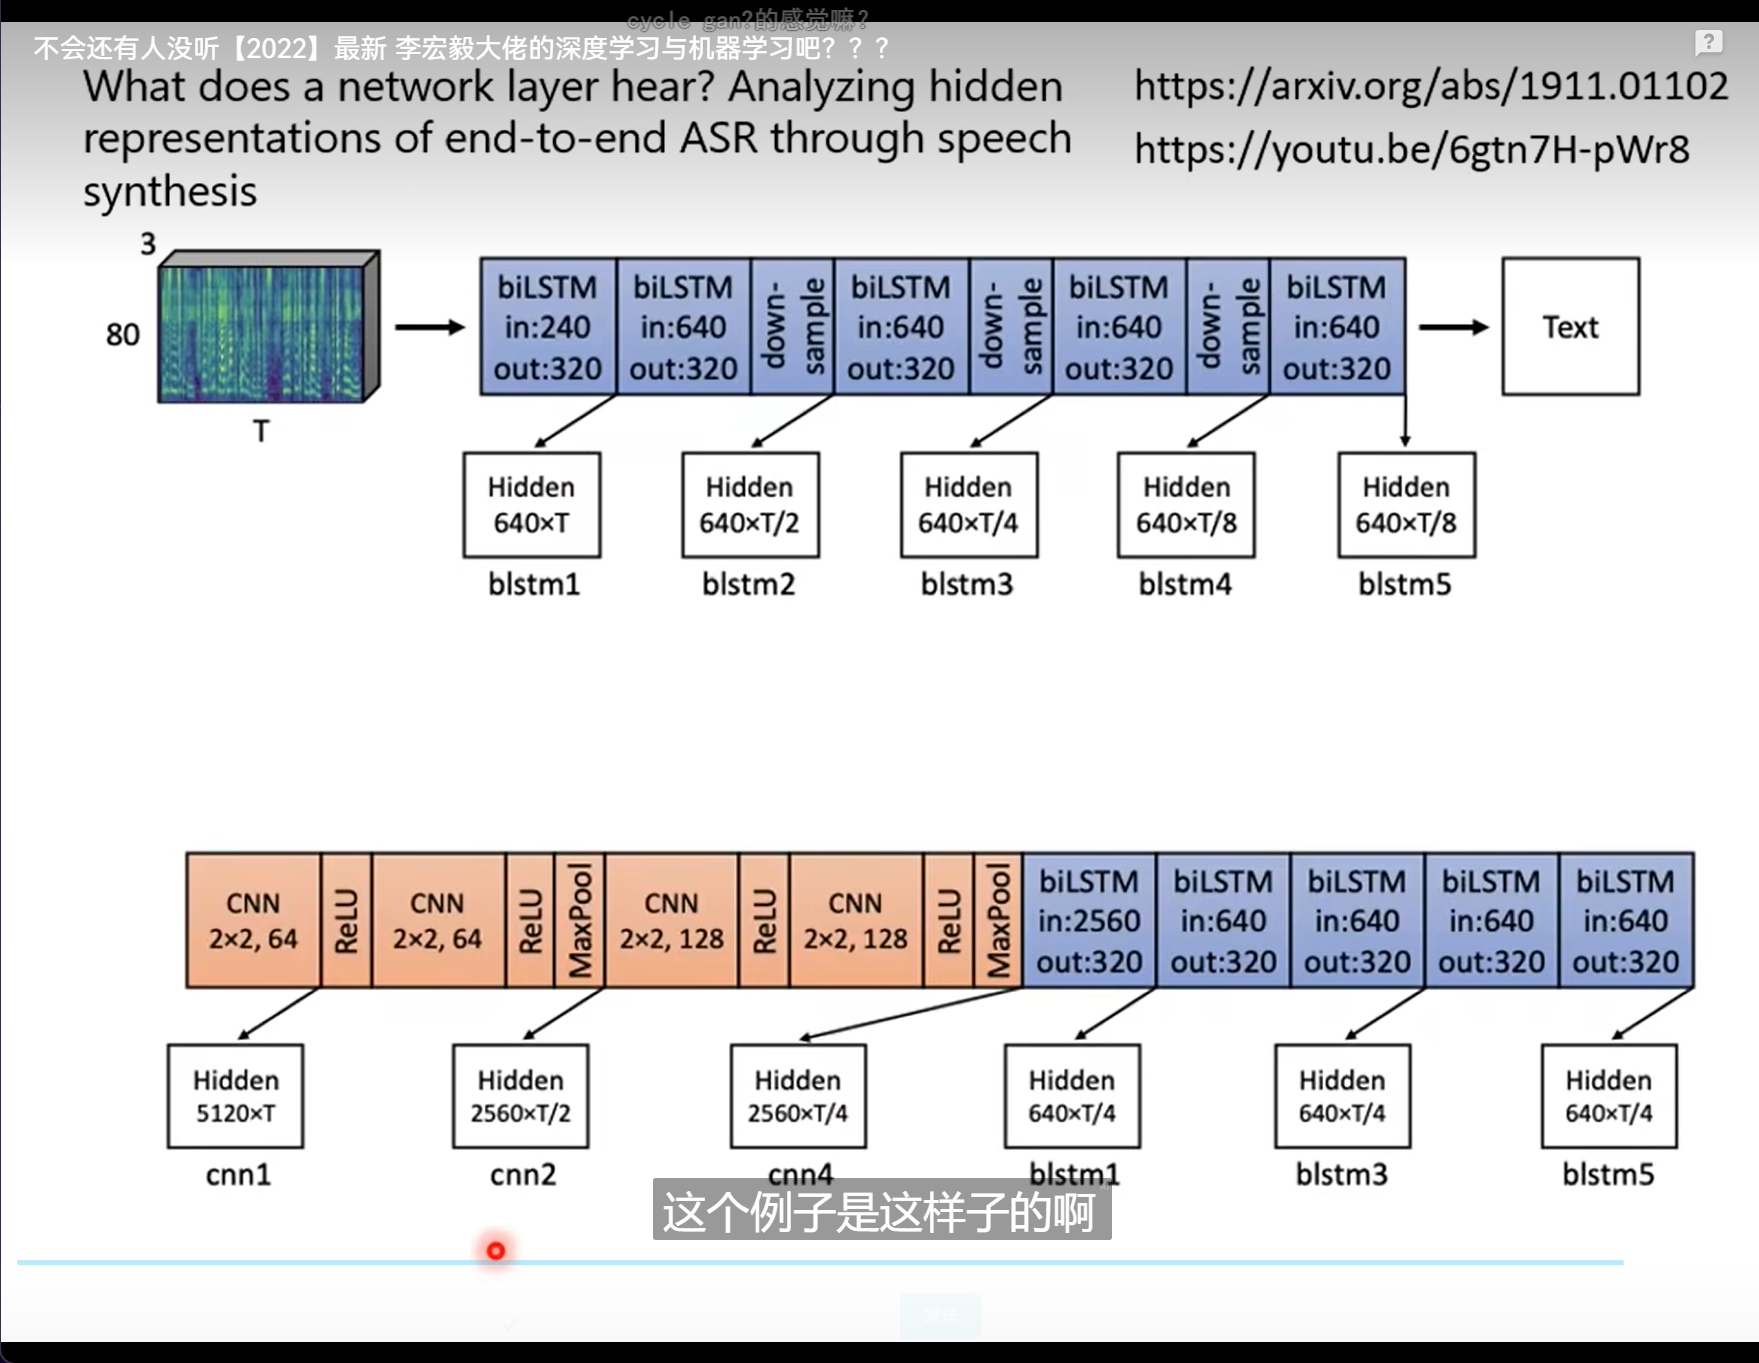 cycle gan?的感觉嘛?
不会还有人没听【2022】最新 李宏毅大佬的深度学习与机器学习吧？？？
What does a network layer hear? Analyzing hidden
representations of end-to-end ASR through speech
synthesis
https://arxiv.org/abs/1911.01102
https://youtu.be/6gtn7H-pWr8
3
80
T
biLSTM
in:240
out:320
biLSTM
in:640
out:320
down-
sample
biLSTM
in:640
out:320
down-
sample
biLSTM
in:640
out:320
down-
sample
biLSTM
in:640
out:320
Text
Hidden
640×T
blstm1
Hidden
640×T/2
blstm2
Hidden
640×T/4
blstm3
Hidden
640×T/8
blstm4
Hidden
640×T/8
blstm5
CNN
2×2, 64
ReLU
CNN
2×2, 64
ReLU
MaxPool
CNN
2×2, 128
ReLU
CNN
2×2, 128
ReLU
MaxPool
biLSTM
in:2560
out:320
biLSTM
in:640
out:320
biLSTM
in:640
out:320
biLSTM
in:640
out:320
biLSTM
in:640
out:320
Hidden
5120×T
cnn1
Hidden
2560×T/2
cnn2
Hidden
2560×T/4
cnn4
Hidden
640×T/4
blstm1
Hidden
640×T/4
blstm3
Hidden
640×T/4
blstm5
这个例子是这样子的啊
发送